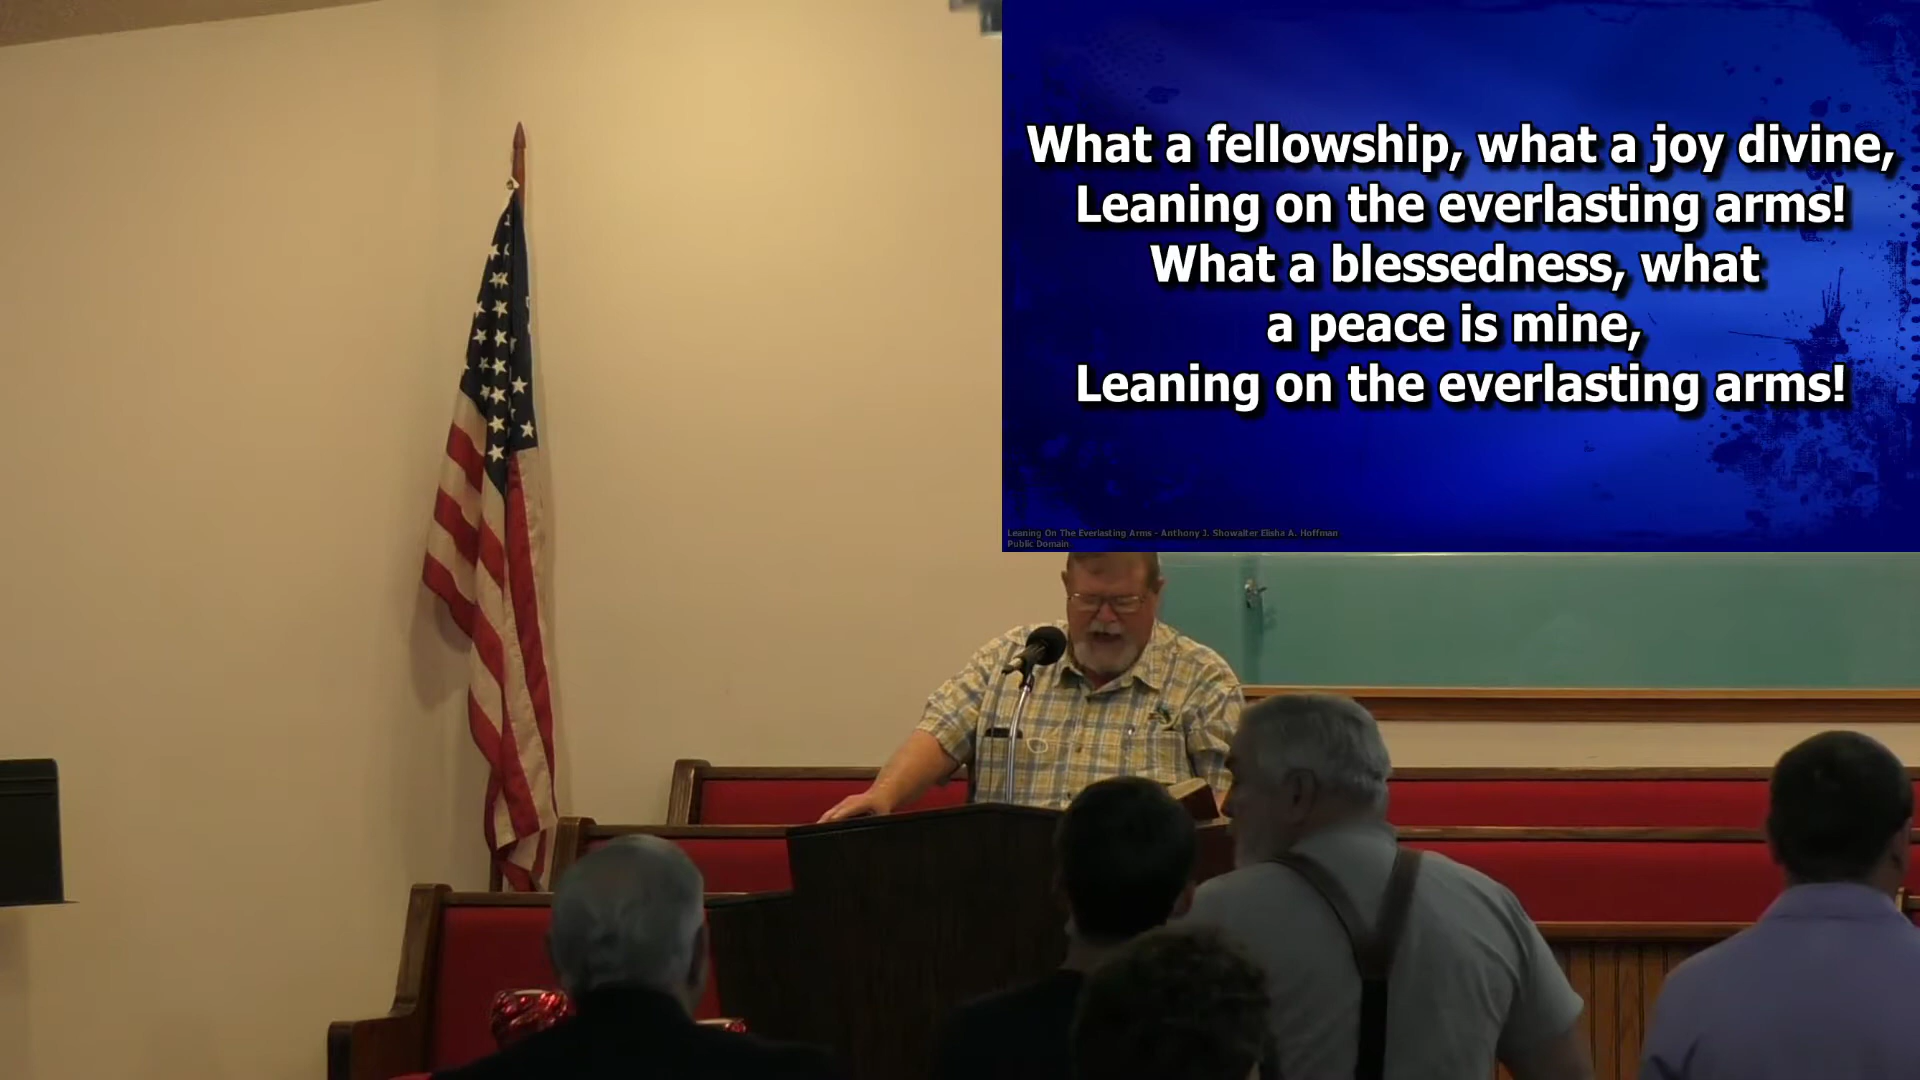 What a fellowship, what a joy divine,
Leaning on the everlasting arms!
What a blessedness, what
a peace is mine,
Leaning on the everlasting arms!
Leaning On The Everlasting Arms - Anthony J. Showalter Elisha A. Hoffman
Public Domain